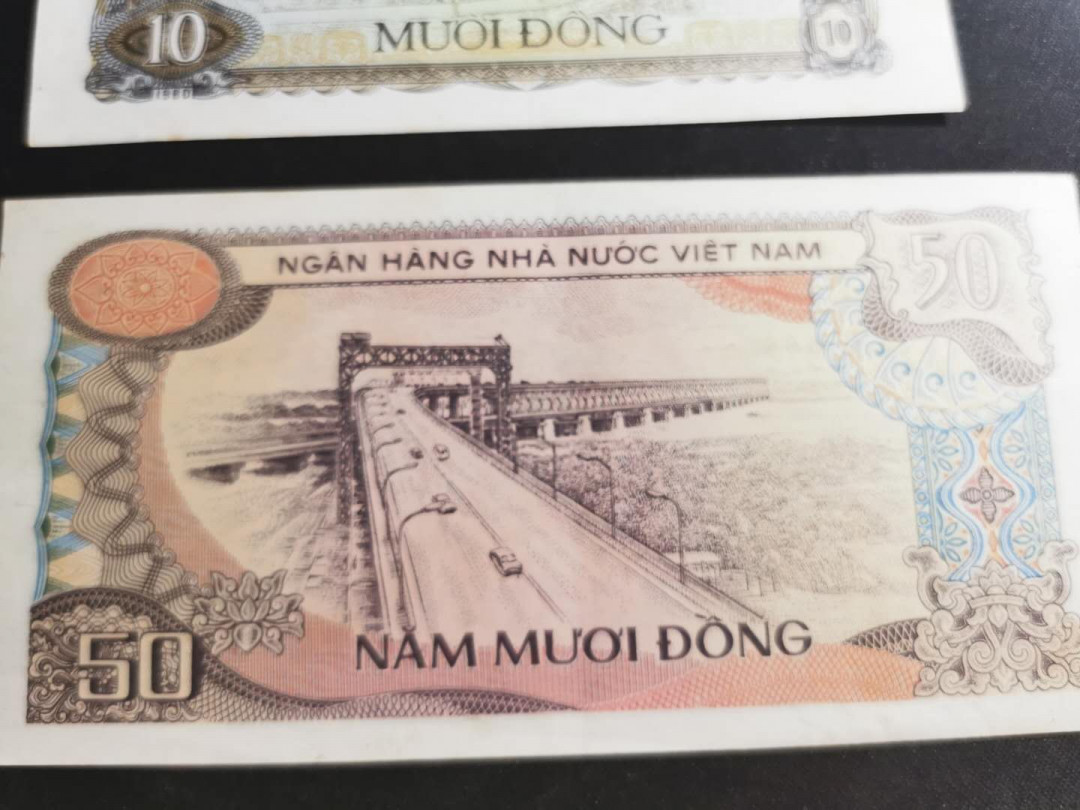 10
MƯỜI ĐỒNG
10
NGÂN HÀNG NHÀ NƯỚC VIỆT NAM
50
50
NĂM MƯƠI ĐỒNG